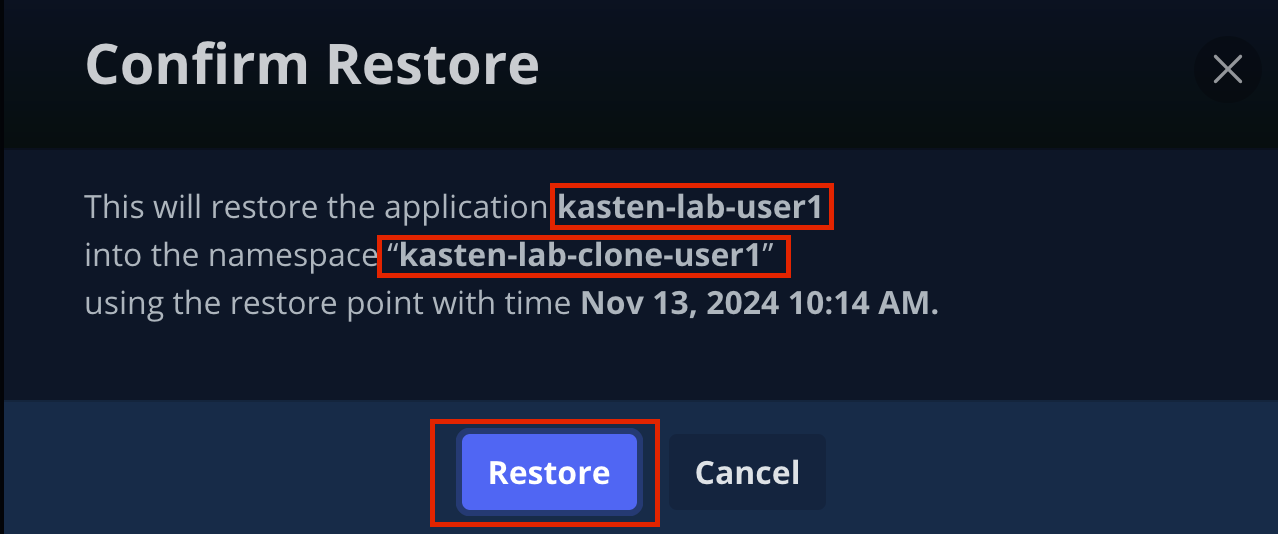 Confirm Restore
This will restore the application kasten-lab-user1
into the namespace “kasten-lab-clone-user1”
using the restore point with time Nov 13, 2024 10:14 AM.
Restore
Cancel